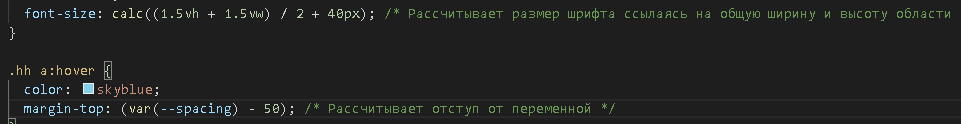 font-size: calc((1.5vh + 1.5vw) / 2 + 40px); /* Рассчитывает размер шрифта ссылаясь на общую ширину и высоту области
}
.hh a:hover {
color: skyblue;
margin-top: (var(--spacing) - 50); /* Рассчитывает отступ от переменной */